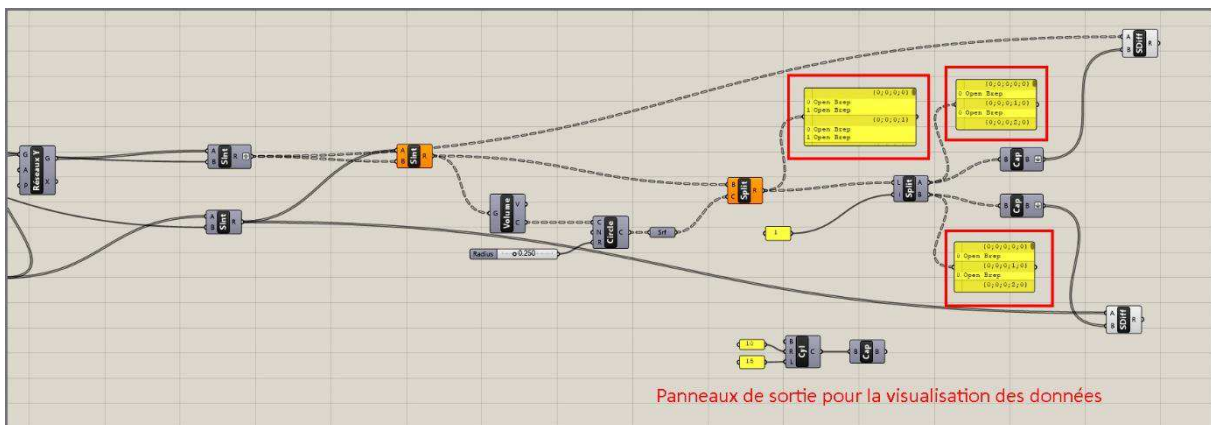 A
B
SDiff
R
{0;0;0;0}
0 Open Brep
1 Open Brep
{0;0;0;1}
0 Open Brep
1 Open Brep
{0;0;0;0;0}
0 Open Brep
{0;0;0;1;0}
0 Open Brep
{0;0;0;2;0}
G
A
P
Réseaux Y
G
X
A
B
SInt
R
A
B
SInt
R
A
B
SInt
R
G
Volume
V
C
Radius
0.250
C
N
R
Circle
C
Srf
B
C
Split
R
L
i
Split
A
B
B
Cap
B
B
Cap
B
{0;0;0;0;0}
0 Open Brep
{0;0;0;1;0}
0 Open Brep
{0;0;0;2;0}
A
B
SDiff
R
10
B
R
L
Cyl
C
B
Cap
B
Panneaux de sortie pour la visualisation des données